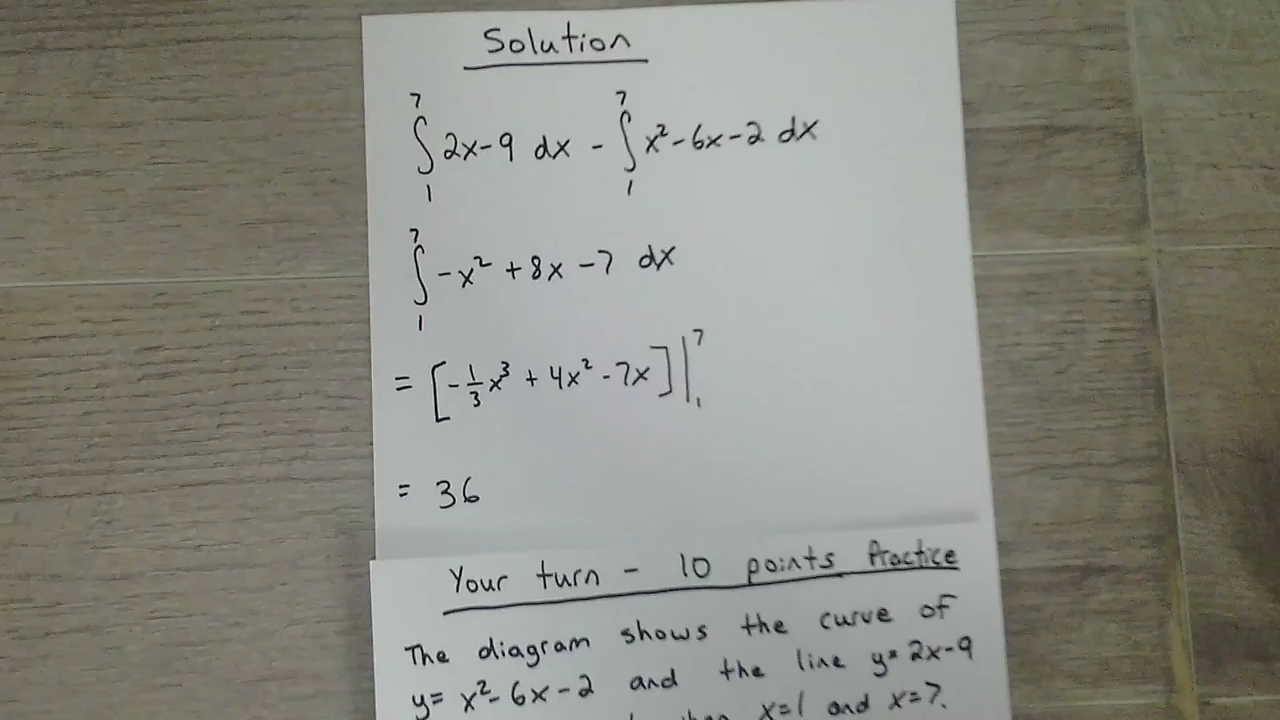 Solution
∫₁⁷ 2x-9 dx - ∫₁⁷ x²-6x-2 dx
∫₁⁷ -x² + 8x - 7 dx
= [-1/3 x³ + 4x² - 7x] |₁⁷
= 36
Your turn - 10 points Practice
The diagram shows the curve of
y= x²-6x-2 and the line y= 2x-9
x=1 and x=7.